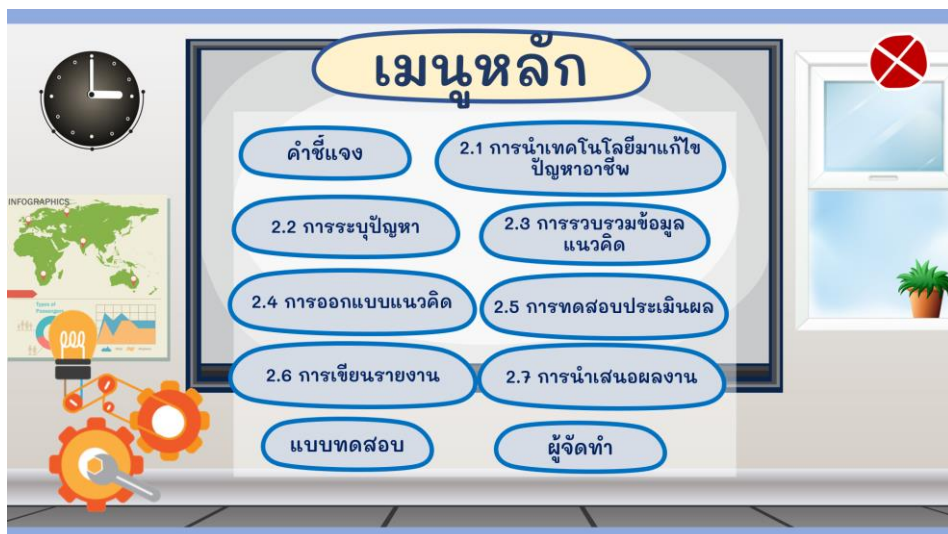 เมนูหลัก
คำชี้แจง
2.1 การนำเทคโนโลยีมาแก้ไข
ปัญหาอาชีพ
2.2 การระบุปัญหา
2.3 การรวบรวมข้อมูล
แนวคิด
2.4 การออกแบบแนวคิด
2.5 การทดสอบประเมินผล
2.6 การเขียนรายงาน
2.7 การนำเสนอผลงาน
แบบทดสอบ
ผู้จัดทำ
INFOGRAPHICS
Types of
Passengers